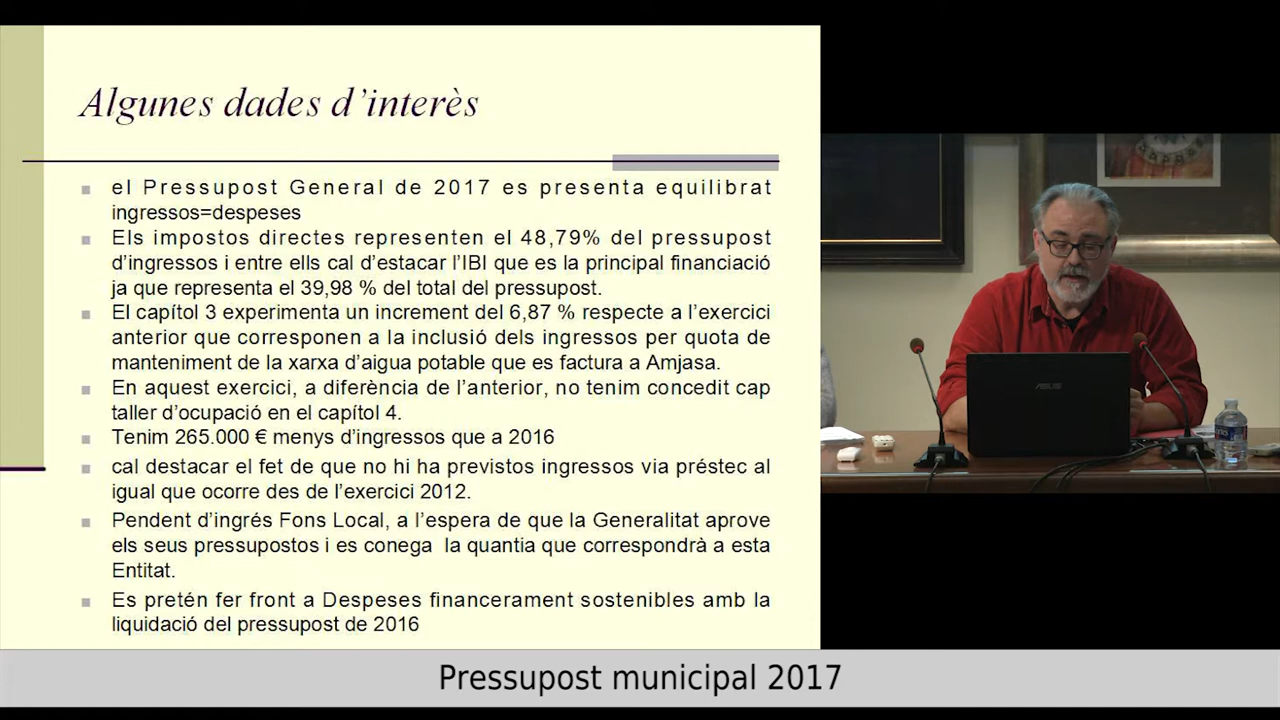 Algunes dades d'interès
el Pressupost General de 2017 es presenta equilibrat
ingressos=despeses
Els impostos directes representen el 48,79% del pressupost
d'ingressos i entre ells cal d'estacar l'IBI que es la principal financiació
ja que representa el 39,98 % del total del pressupost.
El capítol 3 experimenta un increment del 6,87 % respecte a l'exercici
anterior que corresponen a la inclusió dels ingressos per quota de
manteniment de la xarxa d'aigua potable que es factura a Amjasa.
En aquest exercici, a diferència de l'anterior, no tenim concedit cap
taller d'ocupació en el capítol 4.
Tenim 265.000 € menys d'ingressos que a 2016
cal destacar el fet de que no hi ha previstos ingressos via préstec al
igual que ocorre des de l'exercici 2012.
Pendent d'ingrés Fons Local, a l'espera de que la Generalitat aprove
els seus pressupostos i es conega la quantia que correspondrà a esta
Entitat.
Es pretén fer front a Despeses financerament sostenibles amb la
liquidació del pressupost de 2016
ASUS
Pressupost municipal 2017